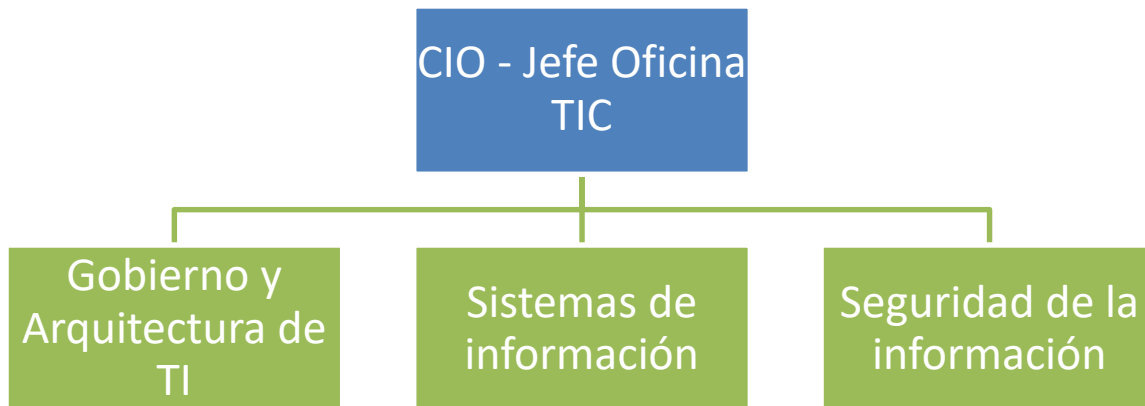 CIO - Jefe Oficina
TIC
Gobierno y
Arquitectura de
TI
Sistemas de
información
Seguridad de la
información